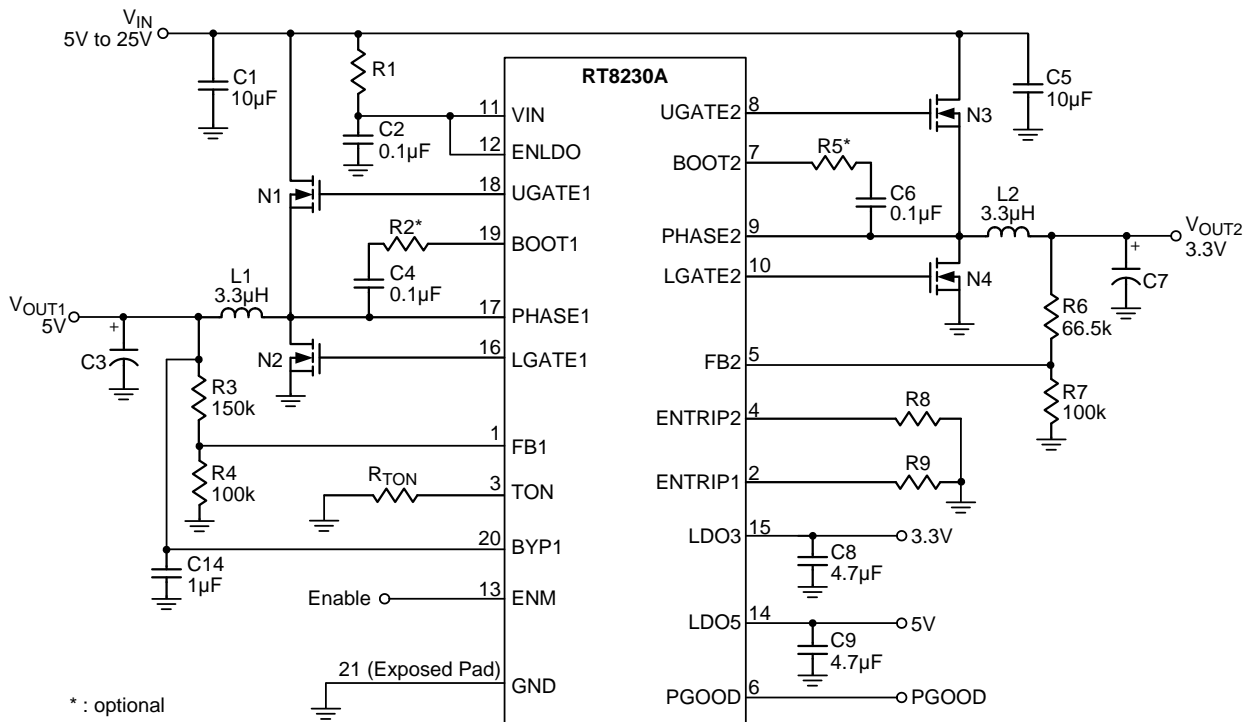 V_IN
5V to 25V
C1
10µF
R1
C2
0.1µF
RT8230A
11
VIN
12
ENLDO
18
UGATE1
N1
R2*
19
BOOT1
C4
0.1µF
L1
3.3µH
V_OUT1
5V
17
PHASE1
C3
N2
16
LGATE1
R3
150k
1
FB1
R4
100k
R_TON
3
TON
20
BYP1
C14
1µF
Enable
13
ENM
21 (Exposed Pad)
GND
* : optional
UGATE2
8
N3
C5
10µF
BOOT2
7
R5*
C6
0.1µF
L2
3.3µH
PHASE2
9
V_OUT2
3.3V
LGATE2
10
N4
C7
R6
66.5k
FB2
5
R7
100k
ENTRIP2
4
R8
ENTRIP1
2
R9
LDO3
15
3.3V
C8
4.7µF
LDO5
14
5V
C9
4.7µF
PGOOD
6
PGOOD